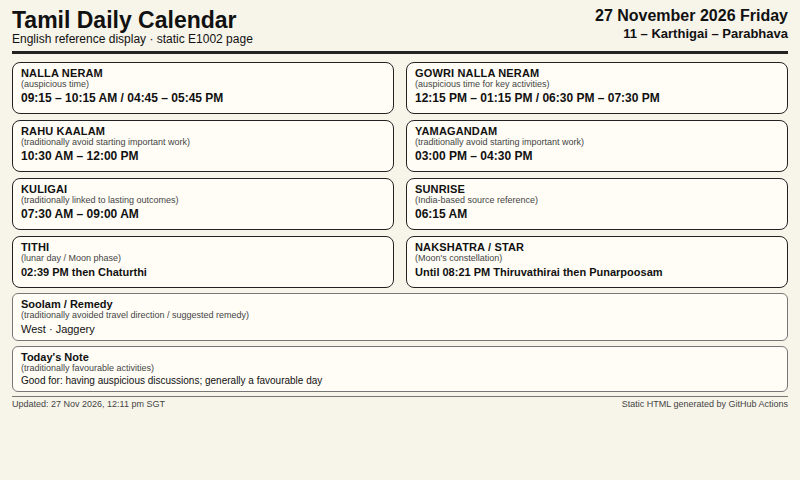 Tamil Daily Calendar
English reference display · static E1002 page
27 November 2026 Friday
11 – Karthigai – Parabhava
NALLA NERAM
(auspicious time)
09:15 – 10:15 AM / 04:45 – 05:45 PM
GOWRI NALLA NERAM
(auspicious time for key activities)
12:15 PM – 01:15 PM / 06:30 PM – 07:30 PM
RAHU KAALAM
(traditionally avoid starting important work)
10:30 AM – 12:00 PM
YAMAGANDAM
(traditionally avoid starting important work)
03:00 PM – 04:30 PM
KULIGAI
(traditionally linked to lasting outcomes)
07:30 AM – 09:00 AM
SUNRISE
(India-based source reference)
06:15 AM
TITHI
(lunar day / Moon phase)
02:39 PM then Chaturthi
NAKSHATRA / STAR
(Moon's constellation)
Until 08:21 PM Thiruvathirai then Punarpoosam
Soolam / Remedy
(traditionally avoided travel direction / suggested remedy)
West · Jaggery
Today's Note
(traditionally favourable activities)
Good for: having auspicious discussions; generally a favourable day
Updated: 27 Nov 2026, 12:11 pm SGT
Static HTML generated by GitHub Actions